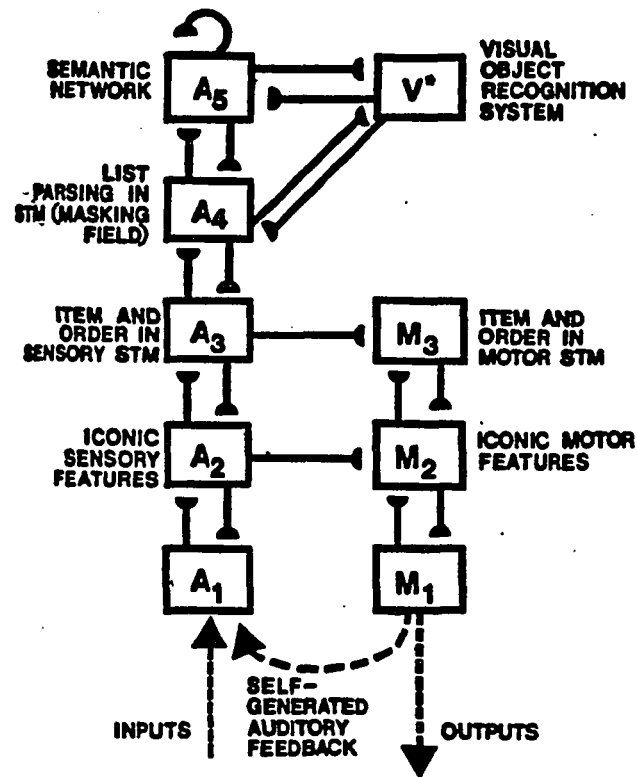 SEMANTIC
NETWORK
A5
V*
VISUAL
OBJECT
RECOGNITION
SYSTEM
LIST
PARSING IN
STM (MASKING
FIELD)
A4
ITEM AND
ORDER IN
SENSORY STM
A3
M3
ITEM AND
ORDER IN
MOTOR STM
ICONIC
SENSORY
FEATURES
A2
M2
ICONIC MOTOR
FEATURES
A1
M1
INPUTS
SELF-
GENERATED
AUDITORY
FEEDBACK
OUTPUTS